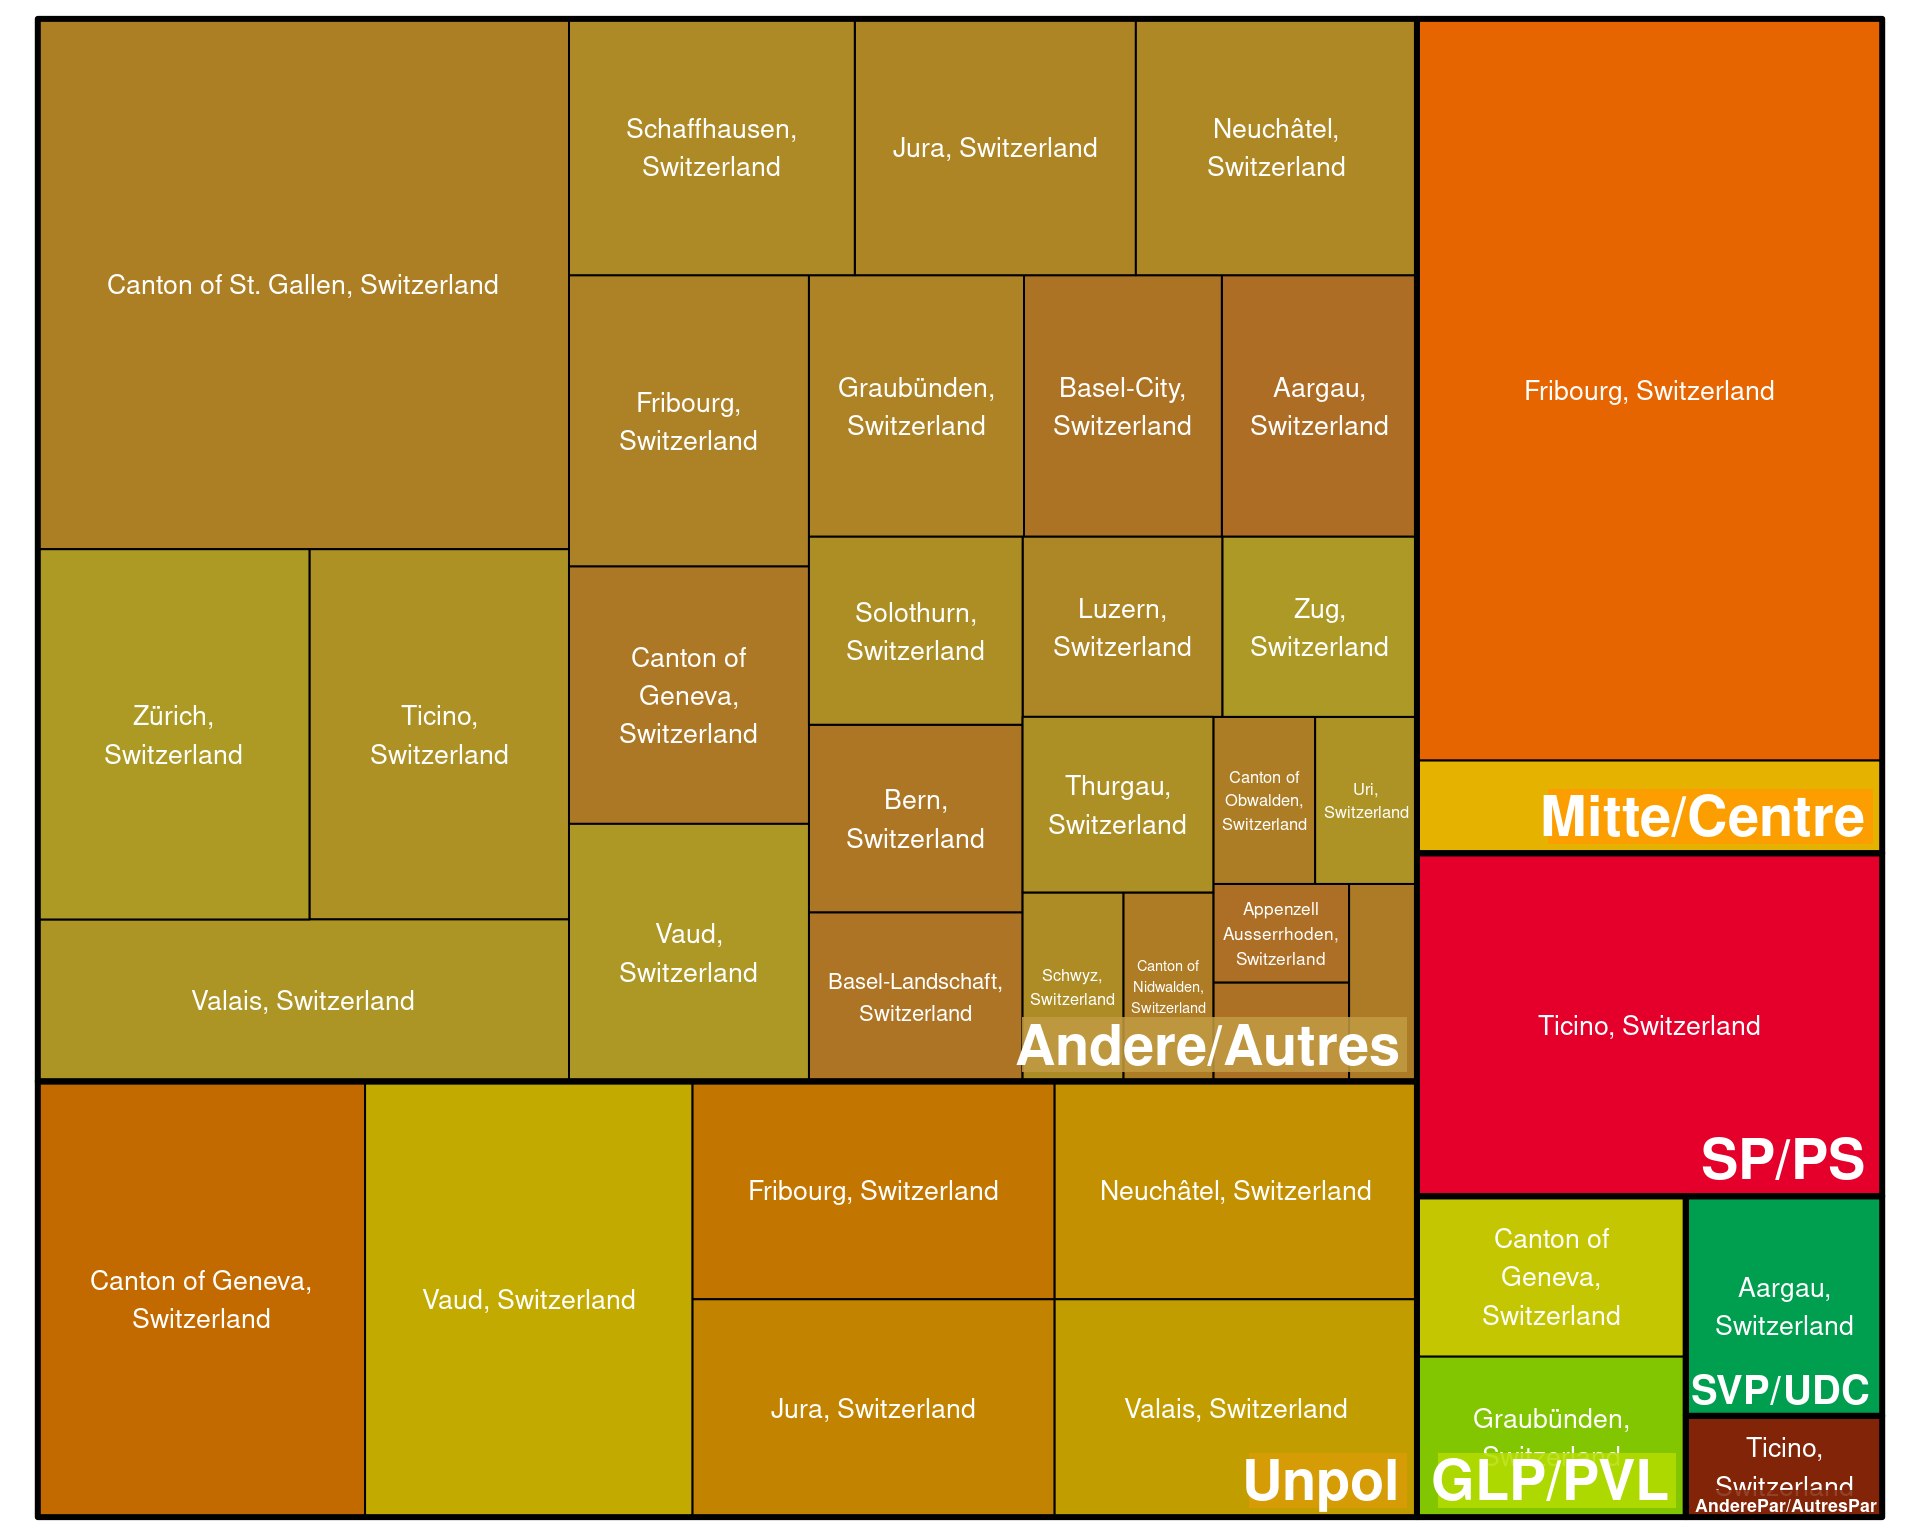 Canton of St. Gallen, Switzerland
Schaffhausen,
Switzerland
Jura, Switzerland
Neuchâtel,
Switzerland
Fribourg,
Switzerland
Graubünden,
Switzerland
Basel-City,
Switzerland
Aargau,
Switzerland
Zürich,
Switzerland
Ticino,
Switzerland
Valais, Switzerland
Canton of
Geneva,
Switzerland
Vaud,
Switzerland
Solothurn,
Switzerland
Luzern,
Switzerland
Zug,
Switzerland
Bern,
Switzerland
Basel-Landschaft,
Switzerland
Thurgau,
Switzerland
Canton of
Obwalden,
Switzerland
Uri,
Switzerland
Schwyz,
Switzerland
Canton of
Nidwalden,
Switzerland
Appenzell
Ausserrhoden,
Switzerland
Andere/Autres
Fribourg, Switzerland
Mitte/Centre
Ticino, Switzerland
SP/PS
Canton of Geneva,
Switzerland
Vaud, Switzerland
Fribourg, Switzerland
Neuchâtel, Switzerland
Jura, Switzerland
Valais, Switzerland
Unpol
Canton of
Geneva,
Switzerland
Graubünden,
Switzerland
GLP/PVL
Aargau,
Switzerland
SVP/UDC
Ticino,
Switzerland
AnderePar/AutresPar